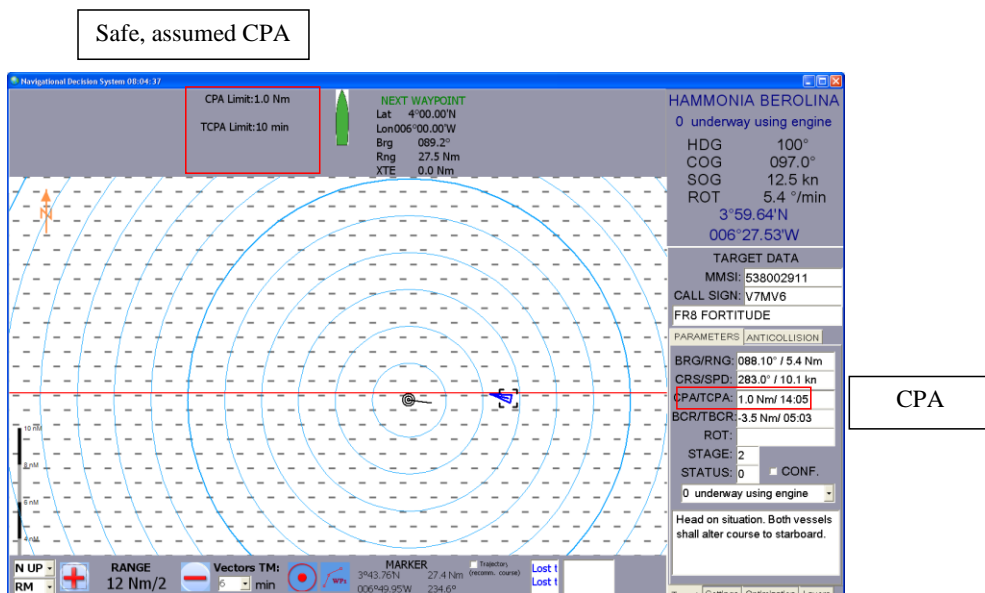 Safe, assumed CPA
Navigational Decision System 08:04:37
CPA Limit:1.0 Nm
TCPA Limit:10 min
NEXT WAYPOINT
Lat 4°00.00'N
Lon006°00.00'W
Brg 089.2°
Rng 27.5 Nm
XTE 0.0 Nm
HAMMONIA BEROLINA
0 underway using engine
HDG 100°
COG 097.0°
SOG 12.5 kn
ROT 5.4 °/min
3°59.64'N
006°27.53'W
TARGET DATA
MMSI: 538002911
CALL SIGN: V7MV6
FR8 FORTITUDE
PARAMETERS ANTICOLLISION
BRG/RNG: 088.10° / 5.4 Nm
CRS/SPD: 283.0° / 10.1 kn
CPA/TCPA: 1.0 Nm/ 14:05
BCR/TBCR: -3.5 Nm/ 05:03
ROT:
STAGE: 2
STATUS: 0 CONF.
0 underway using engine
Head on situation. Both vessels
shall alter course to starboard.
CPA
N
10 nM
8 nM
6 nM
4 nM
N UP
RM
RANGE
12 Nm/2
Vectors TM:
6 min
WPs
MARKER
3°43.76'N 27.4 Nm
006°49.95'W 234.6°
Trajectory
(recomm. course)
Lost t
Lost t
Settings Optimization Layers